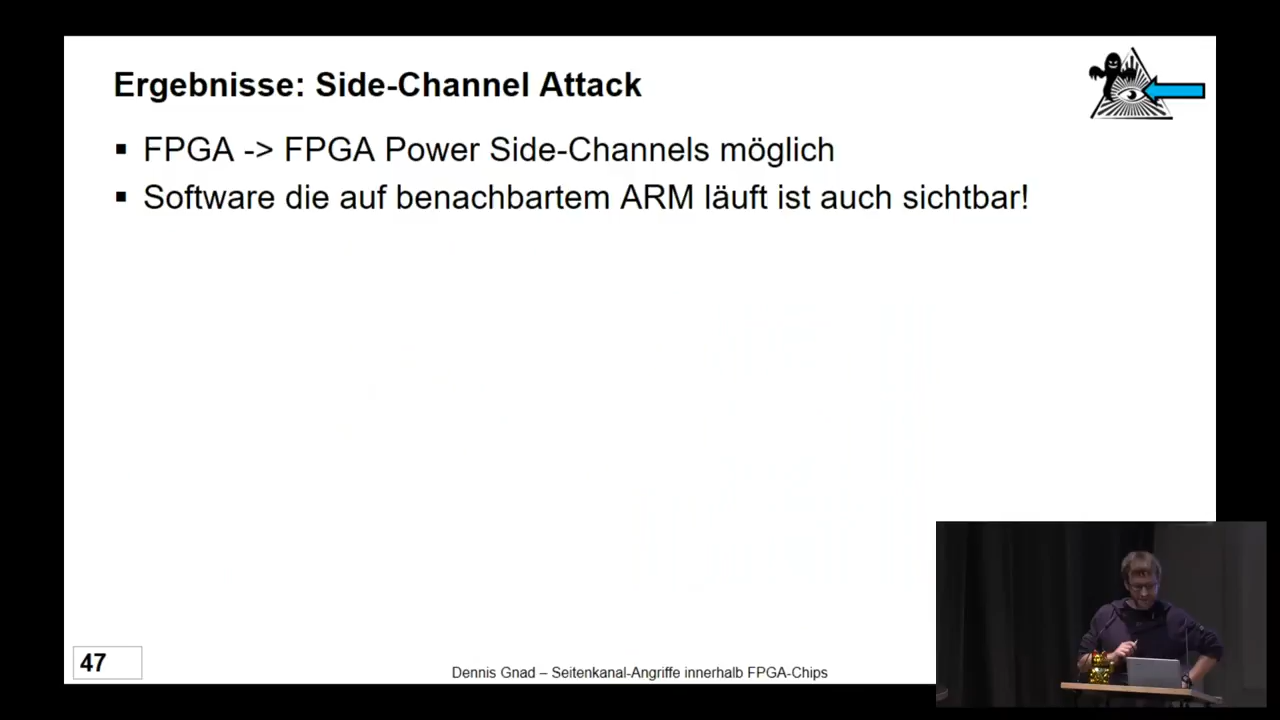 Ergebnisse: Side-Channel Attack
▪ FPGA -> FPGA Power Side-Channels möglich
▪ Software die auf benachbartem ARM läuft ist auch sichtbar!
47
Dennis Gnad – Seitenkanal-Angriffe innerhalb FPGA-Chips